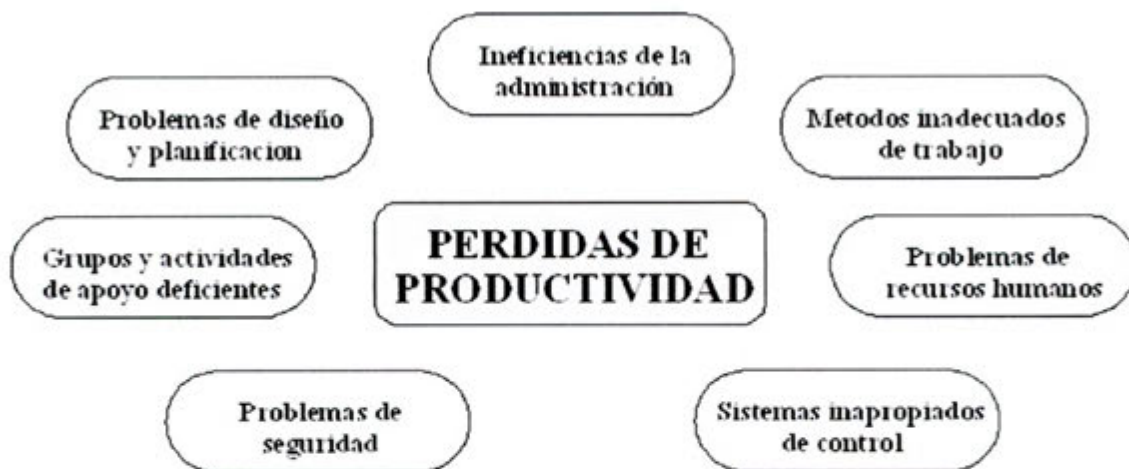 Ineficiencias de la
administración
Problemas de diseño
y planificacion
Metodos inadecuados
de trabajo
Grupos y actividades
de apoyo deficientes
PERDIDAS DE
PRODUCTIVIDAD
Problemas de
recursos humanos
Problemas de
seguridad
Sistemas inapropiados
de control